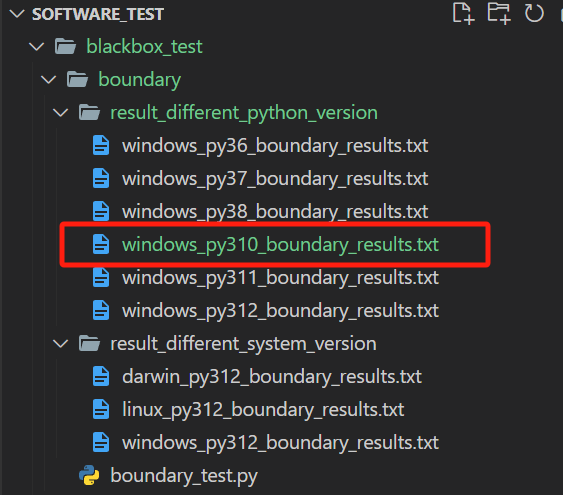 SOFTWARE_TEST
blackbox_test
boundary
result_different_python_version
windows_py36_boundary_results.txt
windows_py37_boundary_results.txt
windows_py38_boundary_results.txt
windows_py310_boundary_results.txt
windows_py311_boundary_results.txt
windows_py312_boundary_results.txt
result_different_system_version
darwin_py312_boundary_results.txt
linux_py312_boundary_results.txt
windows_py312_boundary_results.txt
boundary_test.py